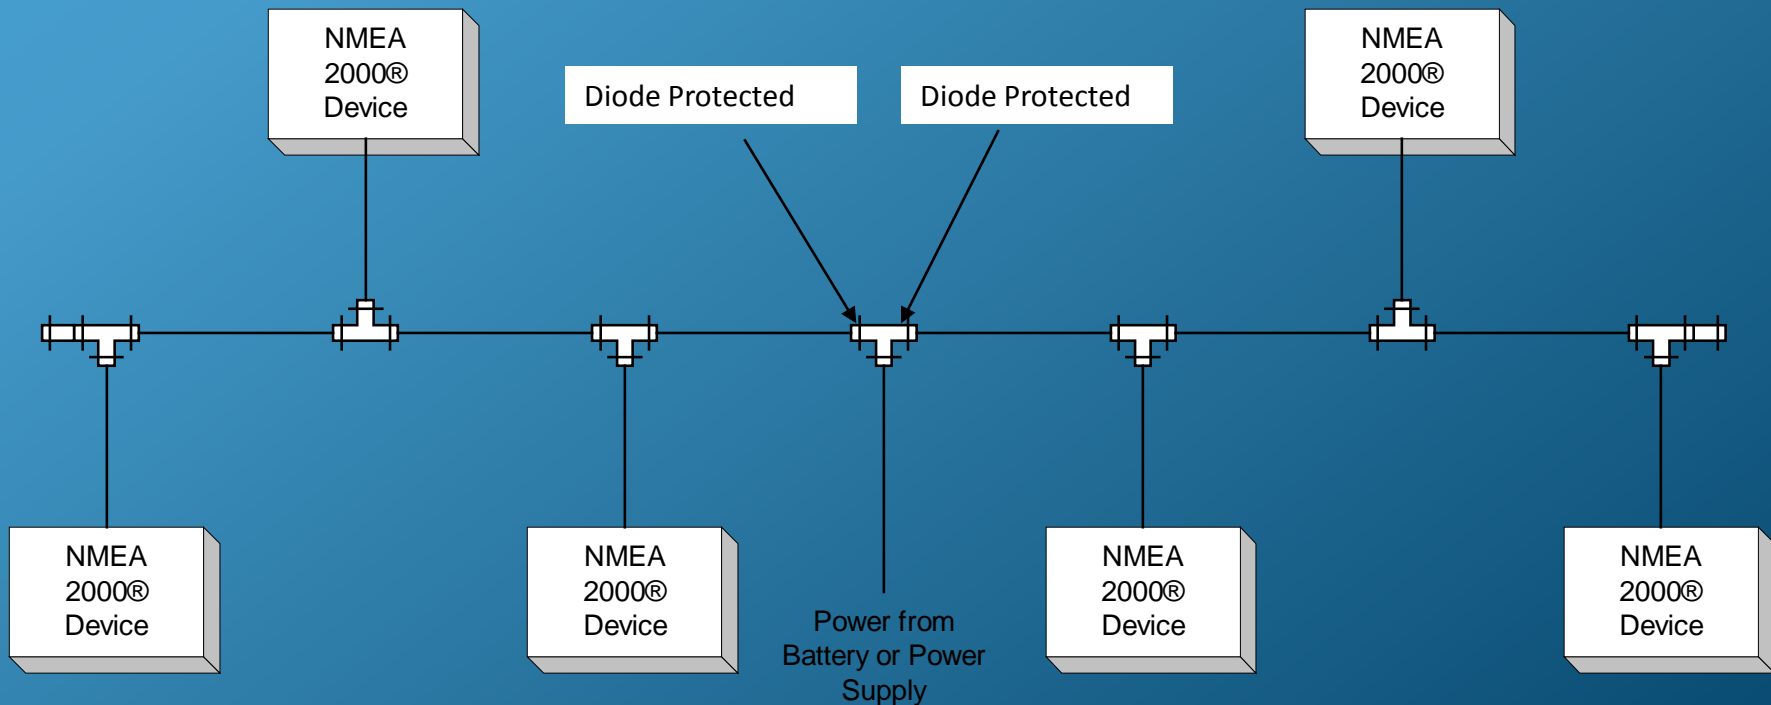 NMEA
2000®
Device
Diode Protected
Diode Protected
NMEA
2000®
Device
NMEA
2000®
Device
NMEA
2000®
Device
Power from
Battery or Power
Supply
NMEA
2000®
Device
NMEA
2000®
Device